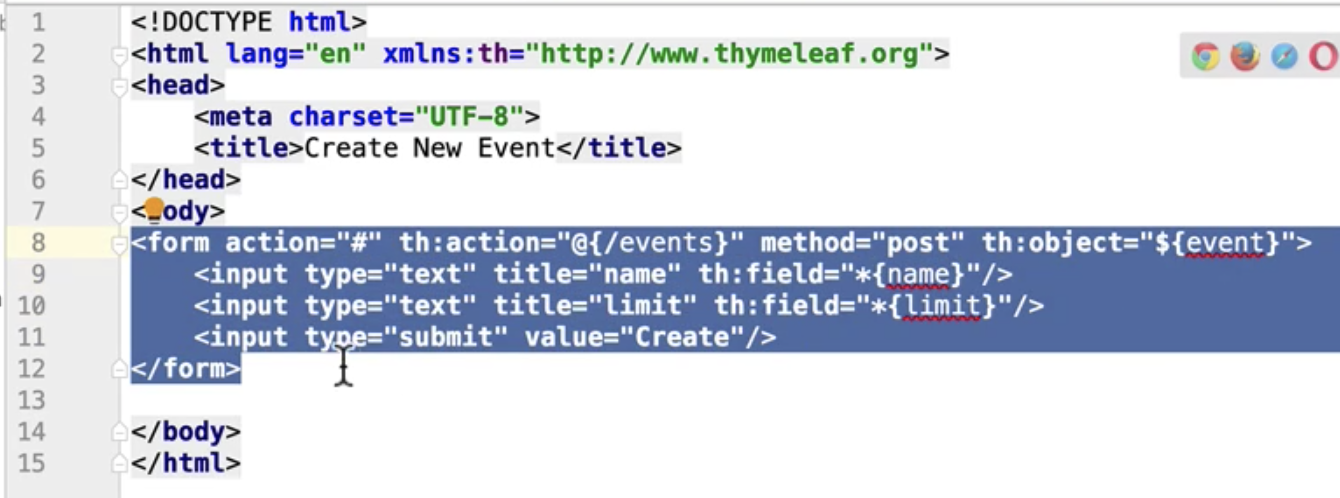 1 <!DOCTYPE html>
2 <html lang="en" xmlns:th="http://www.thymeleaf.org">
3 <head>
4     <meta charset="UTF-8">
5     <title>Create New Event</title>
6 </head>
7 <body>
8 <form action="#" th:action="@{/events}" method="post" th:object="${event}">
9     <input type="text" title="name" th:field="*{name}"/>
10     <input type="text" title="limit" th:field="*{limit}"/>
11     <input type="submit" value="Create"/>
12 </form>
13
14 </body>
15 </html>